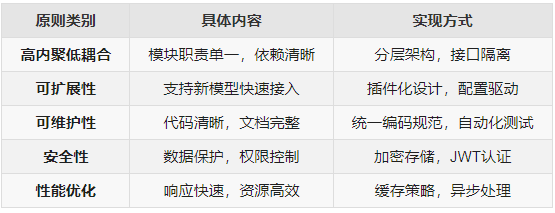 原则类别 具体内容 实现方式
高内聚低耦合 模块职责单一，依赖清晰 分层架构，接口隔离
可扩展性 支持新模型快速接入 插件化设计，配置驱动
可维护性 代码清晰，文档完整 统一编码规范，自动化测试
安全性 数据保护，权限控制 加密存储，JWT认证
性能优化 响应快速，资源高效 缓存策略，异步处理